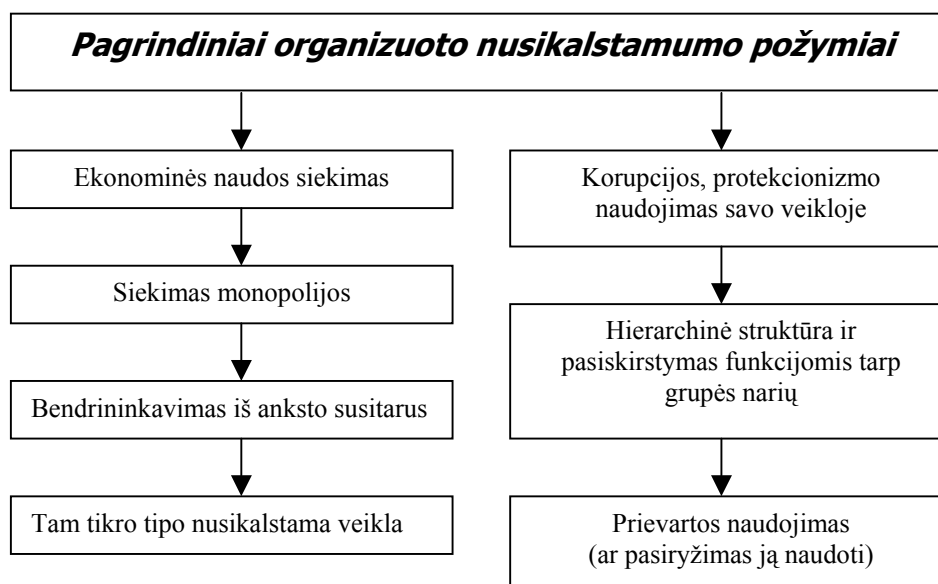 Pagrindiniai organizuoto nusikalstamumo požymiai
Ekonominės naudos siekimas
Siekimas monopolijos
Bendrininkavimas iš anksto susitarus
Tam tikro tipo nusikalstama veikla
Korupcijos, protekcionizmo
naudojimas savo veikloje
Hierarchinė struktūra ir
pasiskirstymas funkcijomis tarp
grupės narių
Prievartos naudojimas
(ar pasiryžimas ją naudoti)